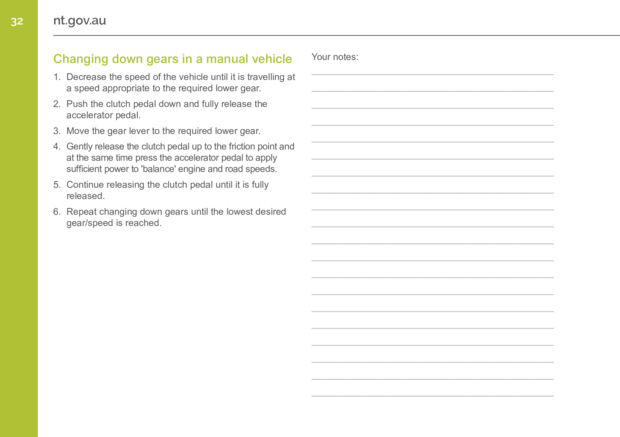 32
nt.gov.au
Changing down gears in a manual vehicle
1. Decrease the speed of the vehicle until it is travelling at
a speed appropriate to the required lower gear.
2. Push the clutch pedal down and fully release the
accelerator pedal.
3. Move the gear lever to the required lower gear.
4. Gently release the clutch pedal up to the friction point and
at the same time press the accelerator pedal to apply
sufficient power to 'balance' engine and road speeds.
5. Continue releasing the clutch pedal until it is fully
released.
6. Repeat changing down gears until the lowest desired
gear/speed is reached.
Your notes: